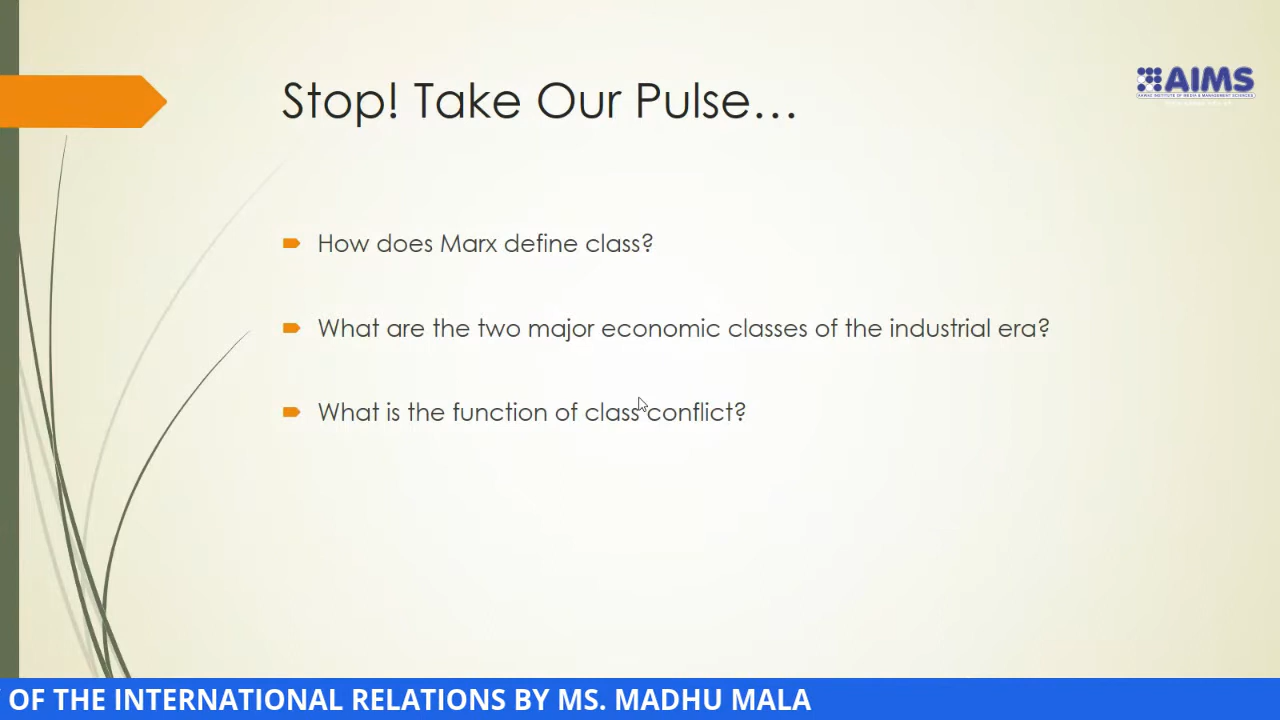 Stop! Take Our Pulse...
AIMS
How does Marx define class?
What are the two major economic classes of the industrial era?
What is the function of class conflict?
OF THE INTERNATIONAL RELATIONS BY MS. MADHU MALA